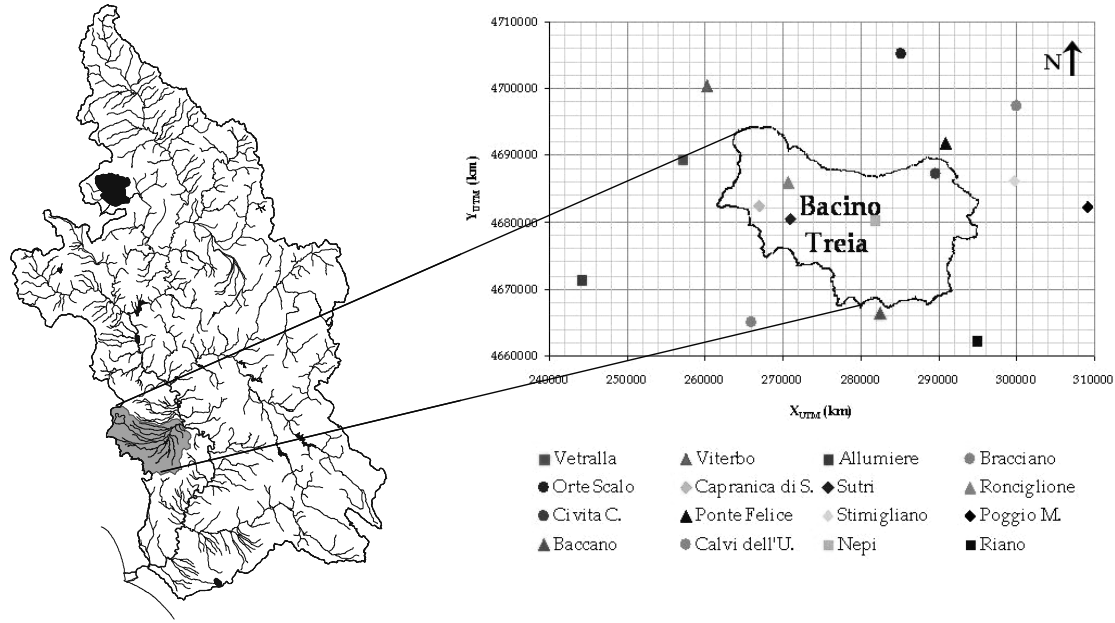 4710000
4700000
4690000
4680000
4670000
4660000
Y UTM (km)
N
Bacino
Treia
240000 250000 260000 270000 280000 290000 300000 310000
X UTM (km)
Vetralla Viterbo Allumiere Bracciano
Orte Scalo Capranica di S. Sutri Ronciglione
Civita C. Ponte Felice Stimigliano Poggio M.
Baccano Calvi dell'U. Nepi Riano